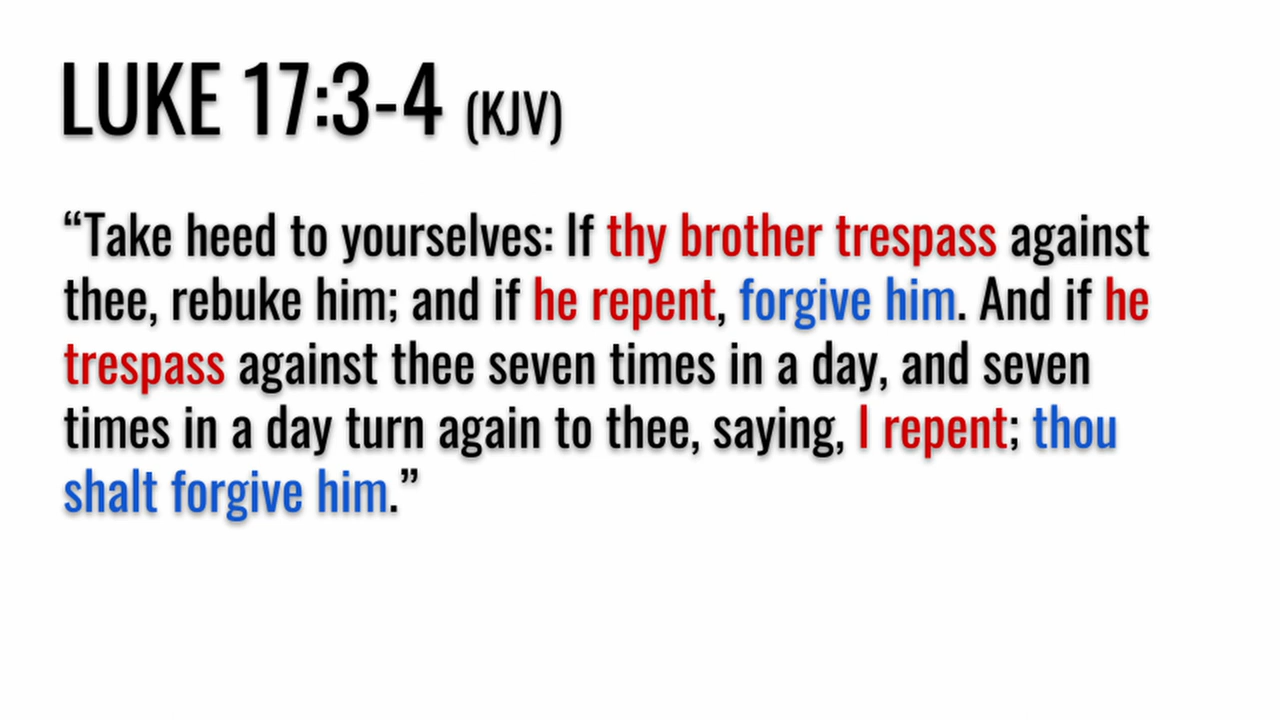 LUKE 17:3-4 (KJV)
“Take heed to yourselves: If thy brother trespass against
thee, rebuke him; and if he repent, forgive him. And if he
trespass against thee seven times in a day, and seven
times in a day turn again to thee, saying, I repent; thou
shalt forgive him.”